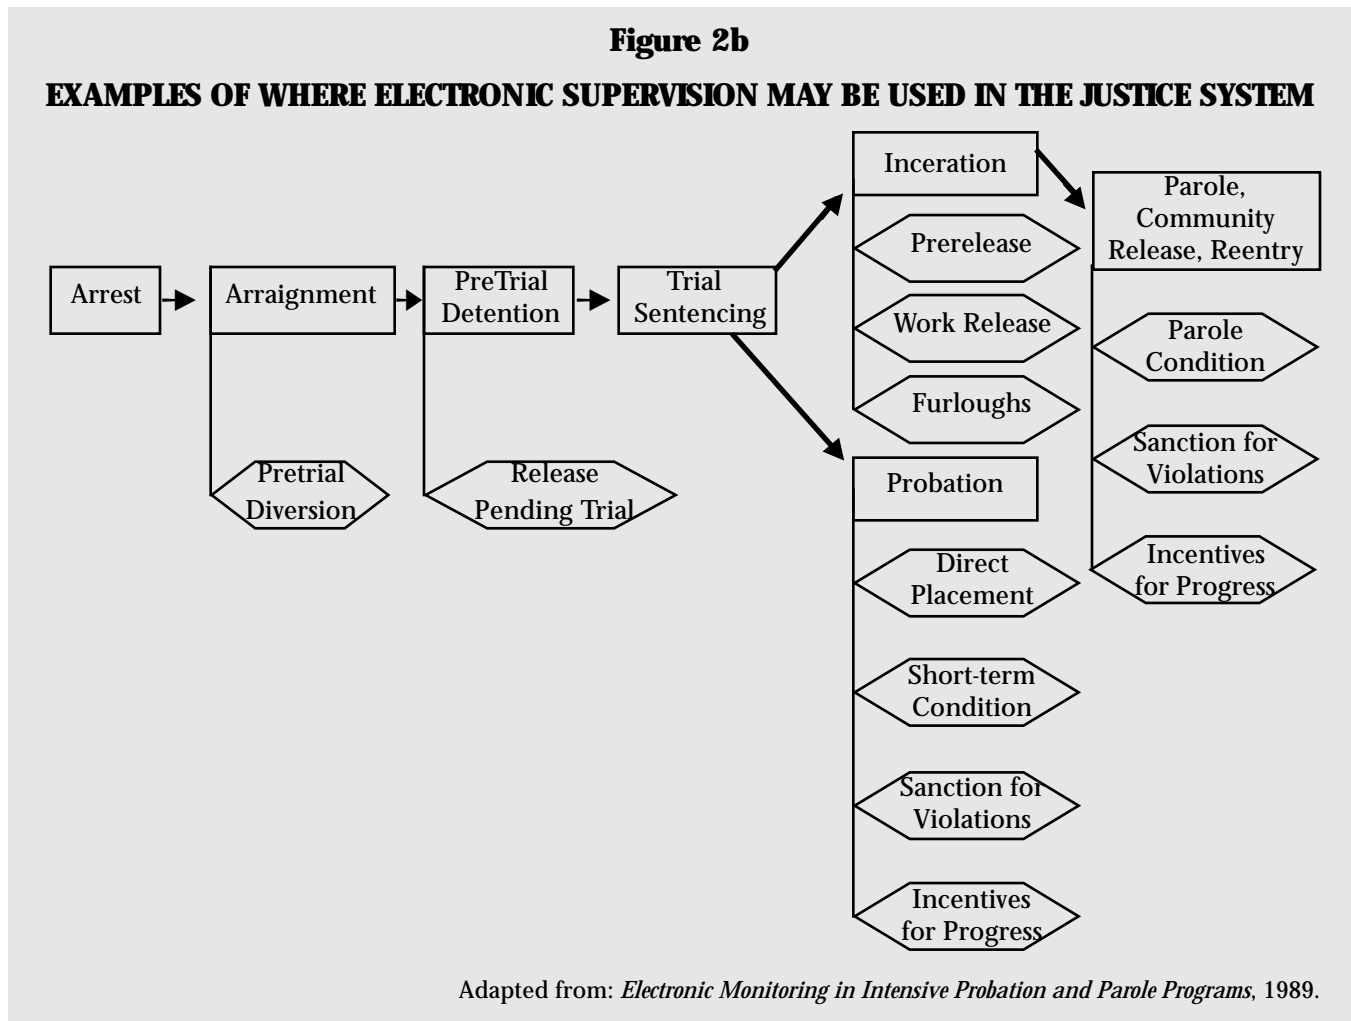 Figure 2b
EXAMPLES OF WHERE ELECTRONIC SUPERVISION MAY BE USED IN THE JUSTICE SYSTEM
Arrest
Arraignment
Pretrial
Diversion
PreTrial
Detention
Release
Pending Trial
Trial
Sentencing
Inceration
Prerelease
Work Release
Furloughs
Probation
Direct
Placement
Short-term
Condition
Sanction for
Violations
Incentives
for Progress
Parole,
Community
Release, Reentry
Parole
Condition
Sanction for
Violations
Incentives
for Progress
Adapted from: Electronic Monitoring in Intensive Probation and Parole Programs, 1989.